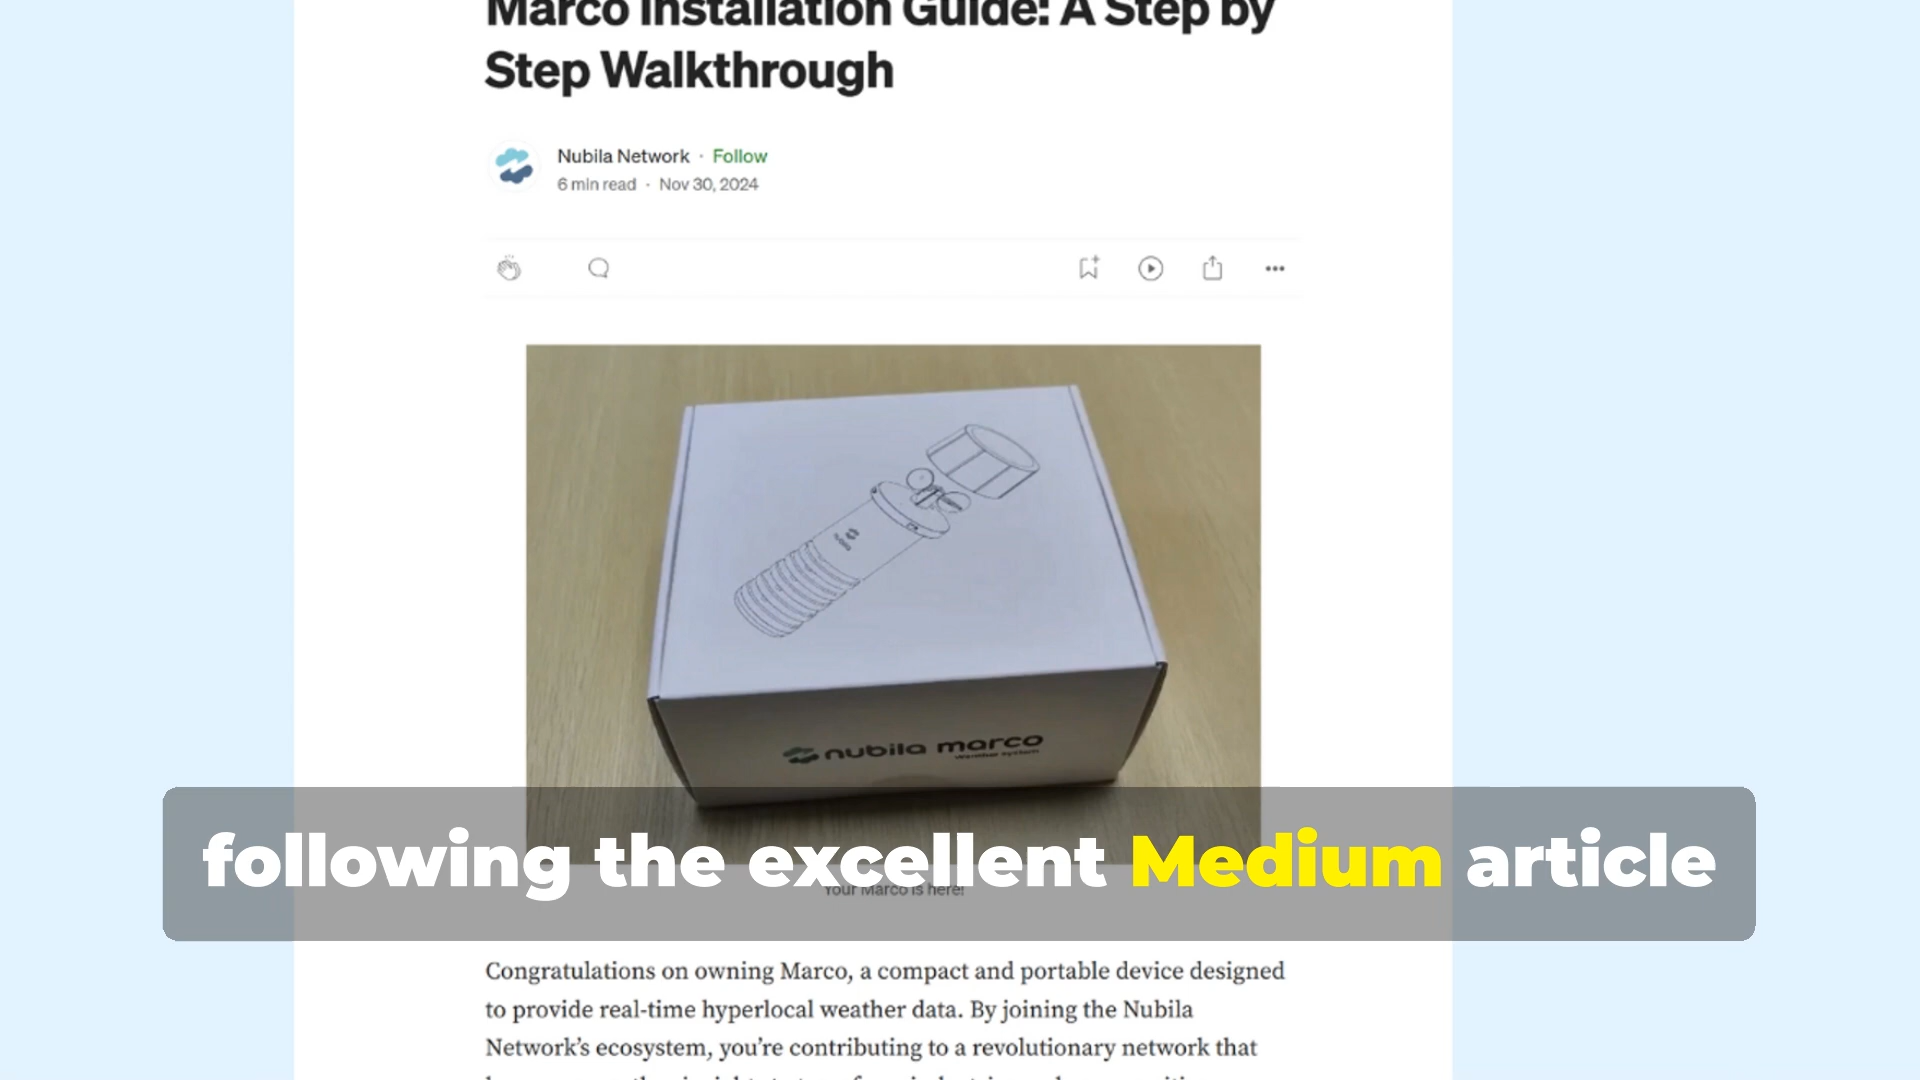 Marco Installation Guide: A Step by
Step Walkthrough
Nubila Network · Follow
6 min read · Nov 30, 2024
nubila
nubila marco
weather system
following the excellent Medium article
Your Marco is here!
Congratulations on owning Marco, a compact and portable device designed
to provide real-time hyperlocal weather data. By joining the Nubila
Network’s ecosystem, you’re contributing to a revolutionary network that